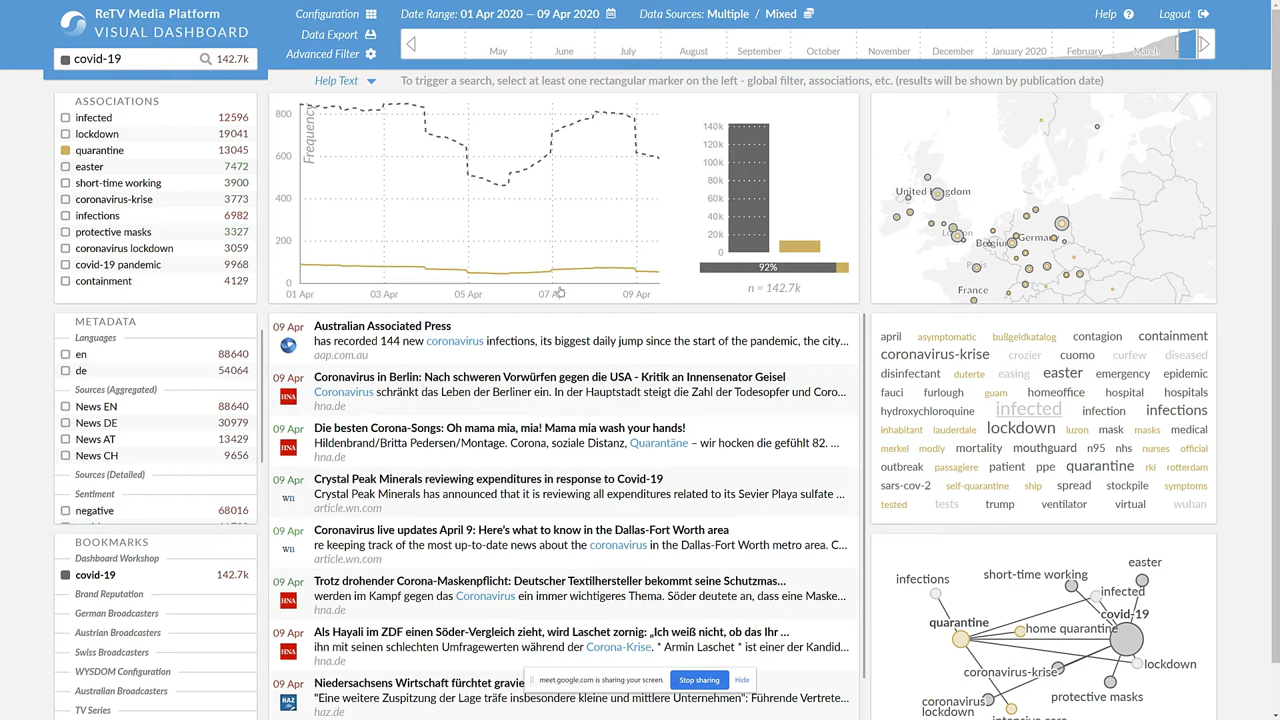 ReTV Media Platform
VISUAL DASHBOARD
covid-19 142.7k
Configuration
Data Export
Advanced Filter
Date Range: 01 Apr 2020 — 09 Apr 2020
Data Sources: Multiple / Mixed
Help
Logout
May June July August September October November December January 2020 February March
Help Text
To trigger a search, select at least one rectangular marker on the left - global filter, associations, etc. (results will be shown by publication date)
ASSOCIATIONS
infected 12596
lockdown 19041
quarantine 13045
easter 7472
short-time working 3900
coronavirus-krise 3773
infections 6982
protective masks 3327
coronavirus lockdown 3059
covid-19 pandemic 9968
containment 4129
METADATA
Languages
en 88640
de 54064
Sources (Aggregated)
News EN 88640
News DE 30979
News AT 13429
News CH 9656
Sources (Detailed)
Sentiment
negative 68016
BOOKMARKS
Dashboard Workshop
covid-19 142.7k
Brand Reputation
German Broadcasters
Austrian Broadcasters
Swiss Broadcasters
WYSDOM Configuration
Australian Broadcasters
TV Series
Frequency
800
600
400
200
0
01 Apr 03 Apr 05 Apr 07 Apr 09 Apr
140k
120k
100k
80k
60k
40k
20k
0
92%
n = 142.7k
09 Apr Australian Associated Press
has recorded 144 new coronavirus infections, its biggest daily jump since the start of the pandemic, the city...
aap.com.au
09 Apr Coronavirus in Berlin: Nach schweren Vorwürfen gegen die USA - Kritik an Innensenator Geisel
HNA Coronavirus schränkt das Leben der Berliner ein. In der Hauptstadt steigt die Zahl der Todesopfer und Coro...
hna.de
09 Apr Die besten Corona-Songs: Oh mama mia, mia! Mama mia wash your hands!
HNA Hildenbrand/Britta Pedersen/Montage. Corona, soziale Distanz, Quarantäne – wir hocken die gefühlt 82. ...
hna.de
09 Apr Crystal Peak Minerals reviewing expenditures in response to Covid-19
wn Crystal Peak Minerals has announced that it is reviewing all expenditures related to its Sevier Playa sulfate ...
article.wn.com
09 Apr Coronavirus live updates April 9: Here's what to know in the Dallas-Fort Worth area
wn re keeping track of the most up-to-date news about the coronavirus in the Dallas-Fort Worth metro area. C...
article.wn.com
09 Apr Trotz drohender Corona-Maskenpflicht: Deutscher Textilhersteller bekommt seine Schutzmas...
HNA werden im Kampf gegen das Coronavirus ein immer wichtigeres Thema. Söder deutete an, dass eine Maske...
hna.de
09 Apr Als Hayali im ZDF einen Söder-Vergleich zieht, wird Laschet zornig: „Ich weiß nicht, ob das Ihr ...
HNA ihn mit seinen schlechten Umfragewerten während der Corona-Krise. * Armin Laschet * ist einer der Kandid...
hna.de
09 Apr Niedersachsens Wirtschaft fürchtet gravie
HAZ "Eine weitere Zuspitzung der Lage träfe insbesondere kleine und mittlere Unternehmen": Führende Vertrete...
haz.de
meet.google.com is sharing your screen. Stop sharing Hide
United Kingdom
London
Belgium
Germany
Paris
France
april asymptomatic bußgeldkatalog contagion containment
coronavirus-krise crozier cuomo curfew diseased
disinfectant duterte easing easter emergency epidemic
fauci furlough guam homeoffice hospital hospitals
hydroxychloroquine infected infection infections
inhabitant lauderdale lockdown luzon mask masks medical
merkel modly mortality mouthguard n95 nhs nurses official
outbreak passagiere patient ppe quarantine rki rotterdam
sars-cov-2 self-quarantine ship spread stockpile symptoms
tested tests trump ventilator virtual wuhan
easter
short-time working
infections
infected
covid-19
quarantine
home quarantine
lockdown
coronavirus-krise
protective masks
coronavirus
lockdown